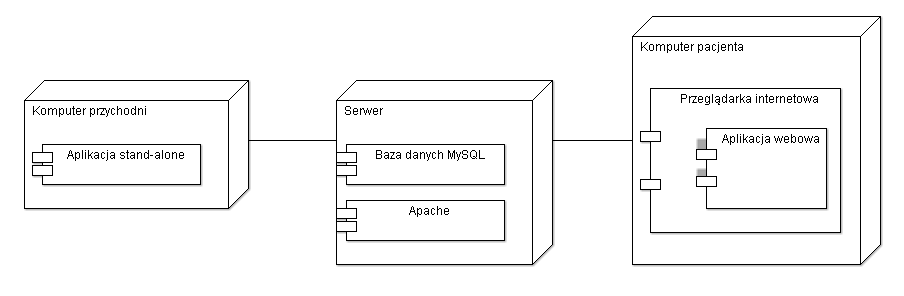 Komputer przychodni
Aplikacja stand-alone
Serwer
Baza danych MySQL
Apache
Komputer pacjenta
Przeglądarka internetowa
Aplikacja webowa